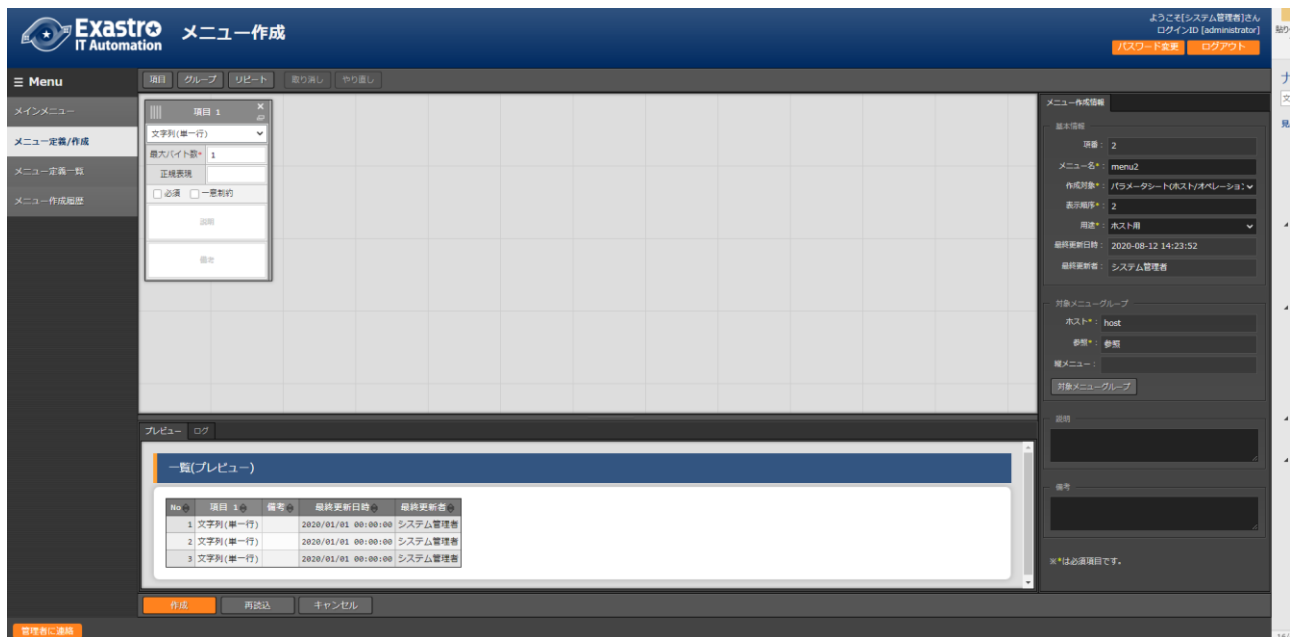 Exastro
IT Automation
メニュー作成
ようこそ[システム管理者]さん
ログインID [administrator]
パスワード変更 ログアウト
☰ Menu
メインメニュー
メニュー定義/作成
メニュー定義一覧
メニュー作成履歴
項目 グループ リピート 取り消し やり直し
項目 1
文字列(単一行)
最大バイト数* 1
正規表現
必須 一意制約
説明
備考
メニュー作成情報
基本情報
項番 : 2
メニュー名* : menu2
作成対象* : パラメータシート(ホスト/オペレーション
表示順序* : 2
用途* : ホスト用
最終更新日時 : 2020-08-12 14:23:52
最終更新者 : システム管理者
対象メニューグループ
ホスト* : host
参照* : 参照
縦メニュー :
対象メニューグループ
説明
備考
※*は必須項目です。
プレビュー ログ
一覧(プレビュー)
No 項目 1 備考 最終更新日時 最終更新者
1 文字列(単一行) 2020/01/01 00:00:00 システム管理者
2 文字列(単一行) 2020/01/01 00:00:00 システム管理者
3 文字列(単一行) 2020/01/01 00:00:00 システム管理者
作成 再読込 キャンセル
管理者に連絡